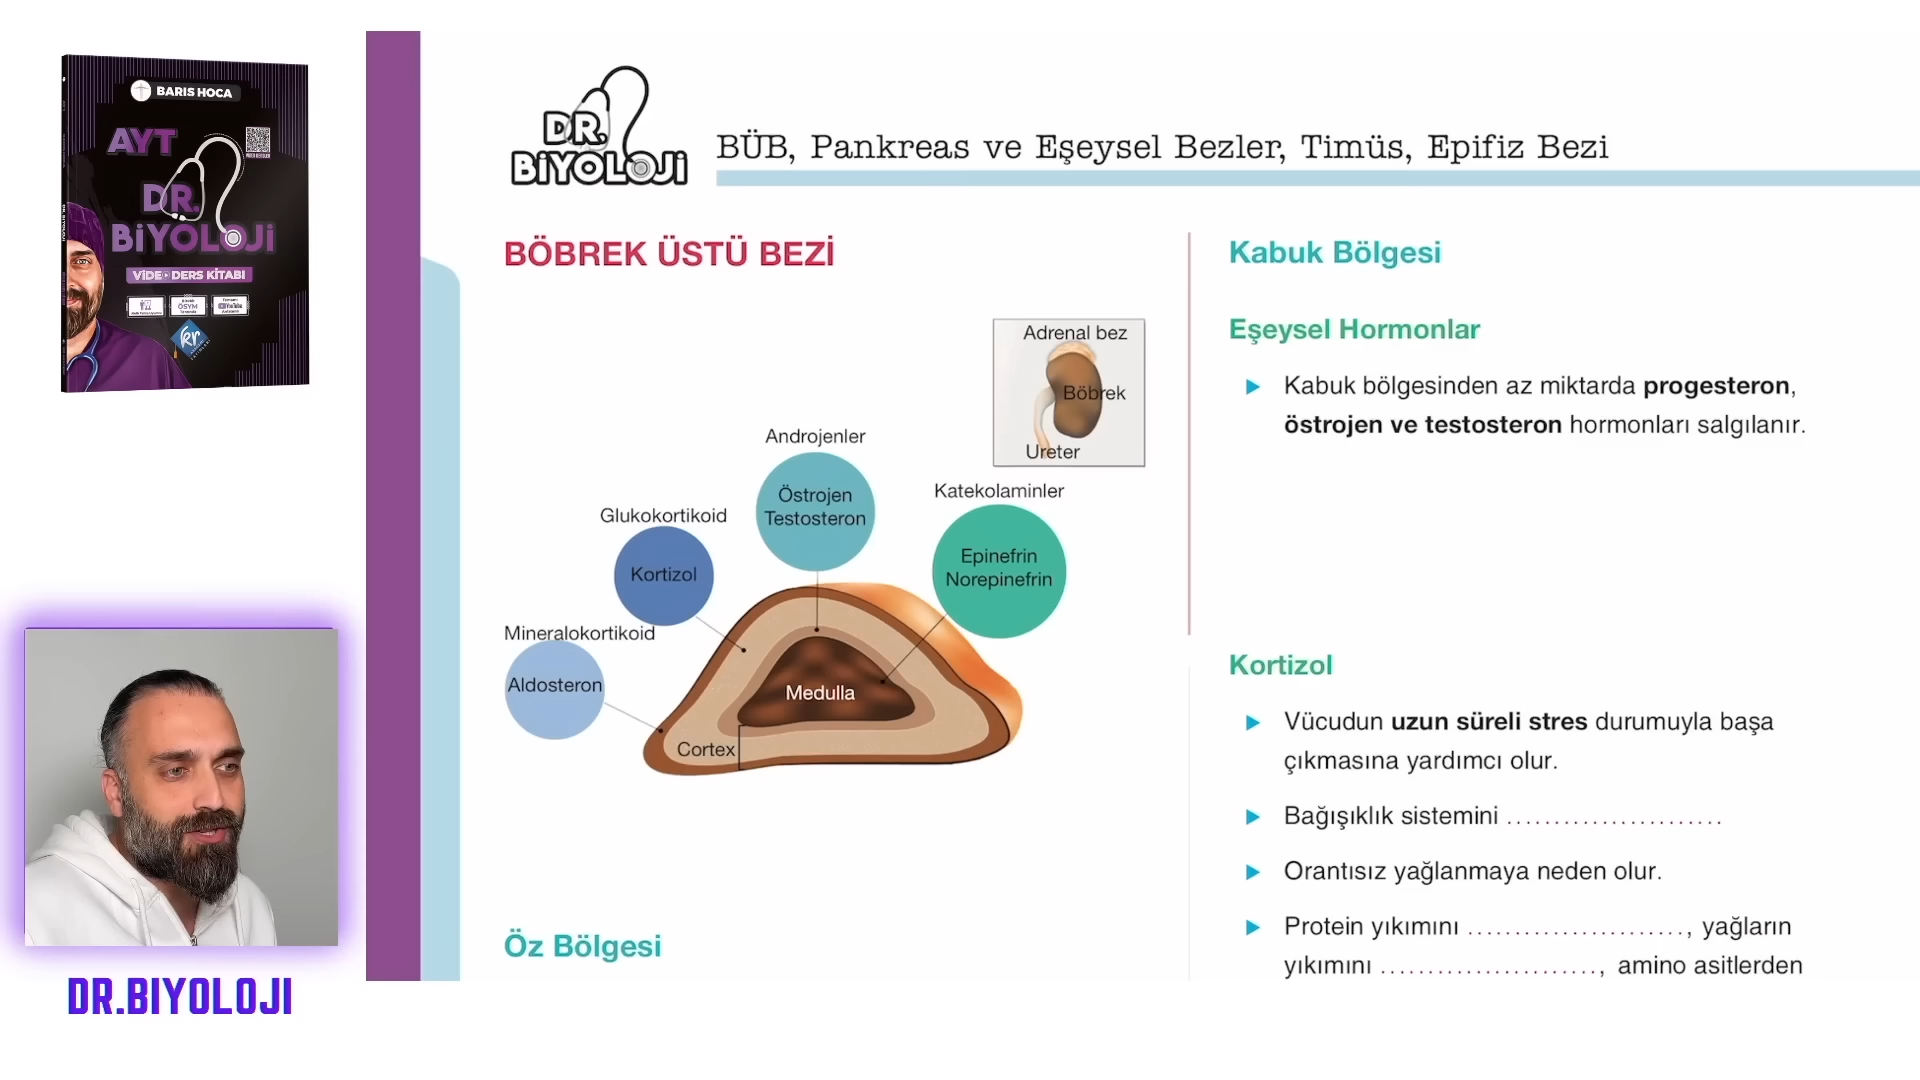 BARIS HOCA
AYT
DR.
BİYOLOJİ
VİDEO DERS KİTABI
ÖSYM
DR.BIYOLOJI
DR.
BİYOLOJİ
BÜB, Pankreas ve Eşeysel Bezler, Timüs, Epifiz Bezi
BÖBREK ÜSTÜ BEZİ
Adrenal bez
Böbrek
Ureter
Androjenler
Östrojen
Testosteron
Katekolaminler
Epinefrin
Norepinefrin
Glukokortikoid
Kortizol
Mineralokortikoid
Aldosteron
Medulla
Cortex
Öz Bölgesi
Kabuk Bölgesi
Eşeysel Hormonlar
Kabuk bölgesinden az miktarda progesteron,
östrojen ve testosteron hormonları salgılanır.
Kortizol
Vücudun uzun süreli stres durumuyla başa
çıkmasına yardımcı olur.
Bağışıklık sistemini .......................
Orantısız yağlanmaya neden olur.
Protein yıkımını ......................., yağların
yıkımını ......................., amino asitlerden